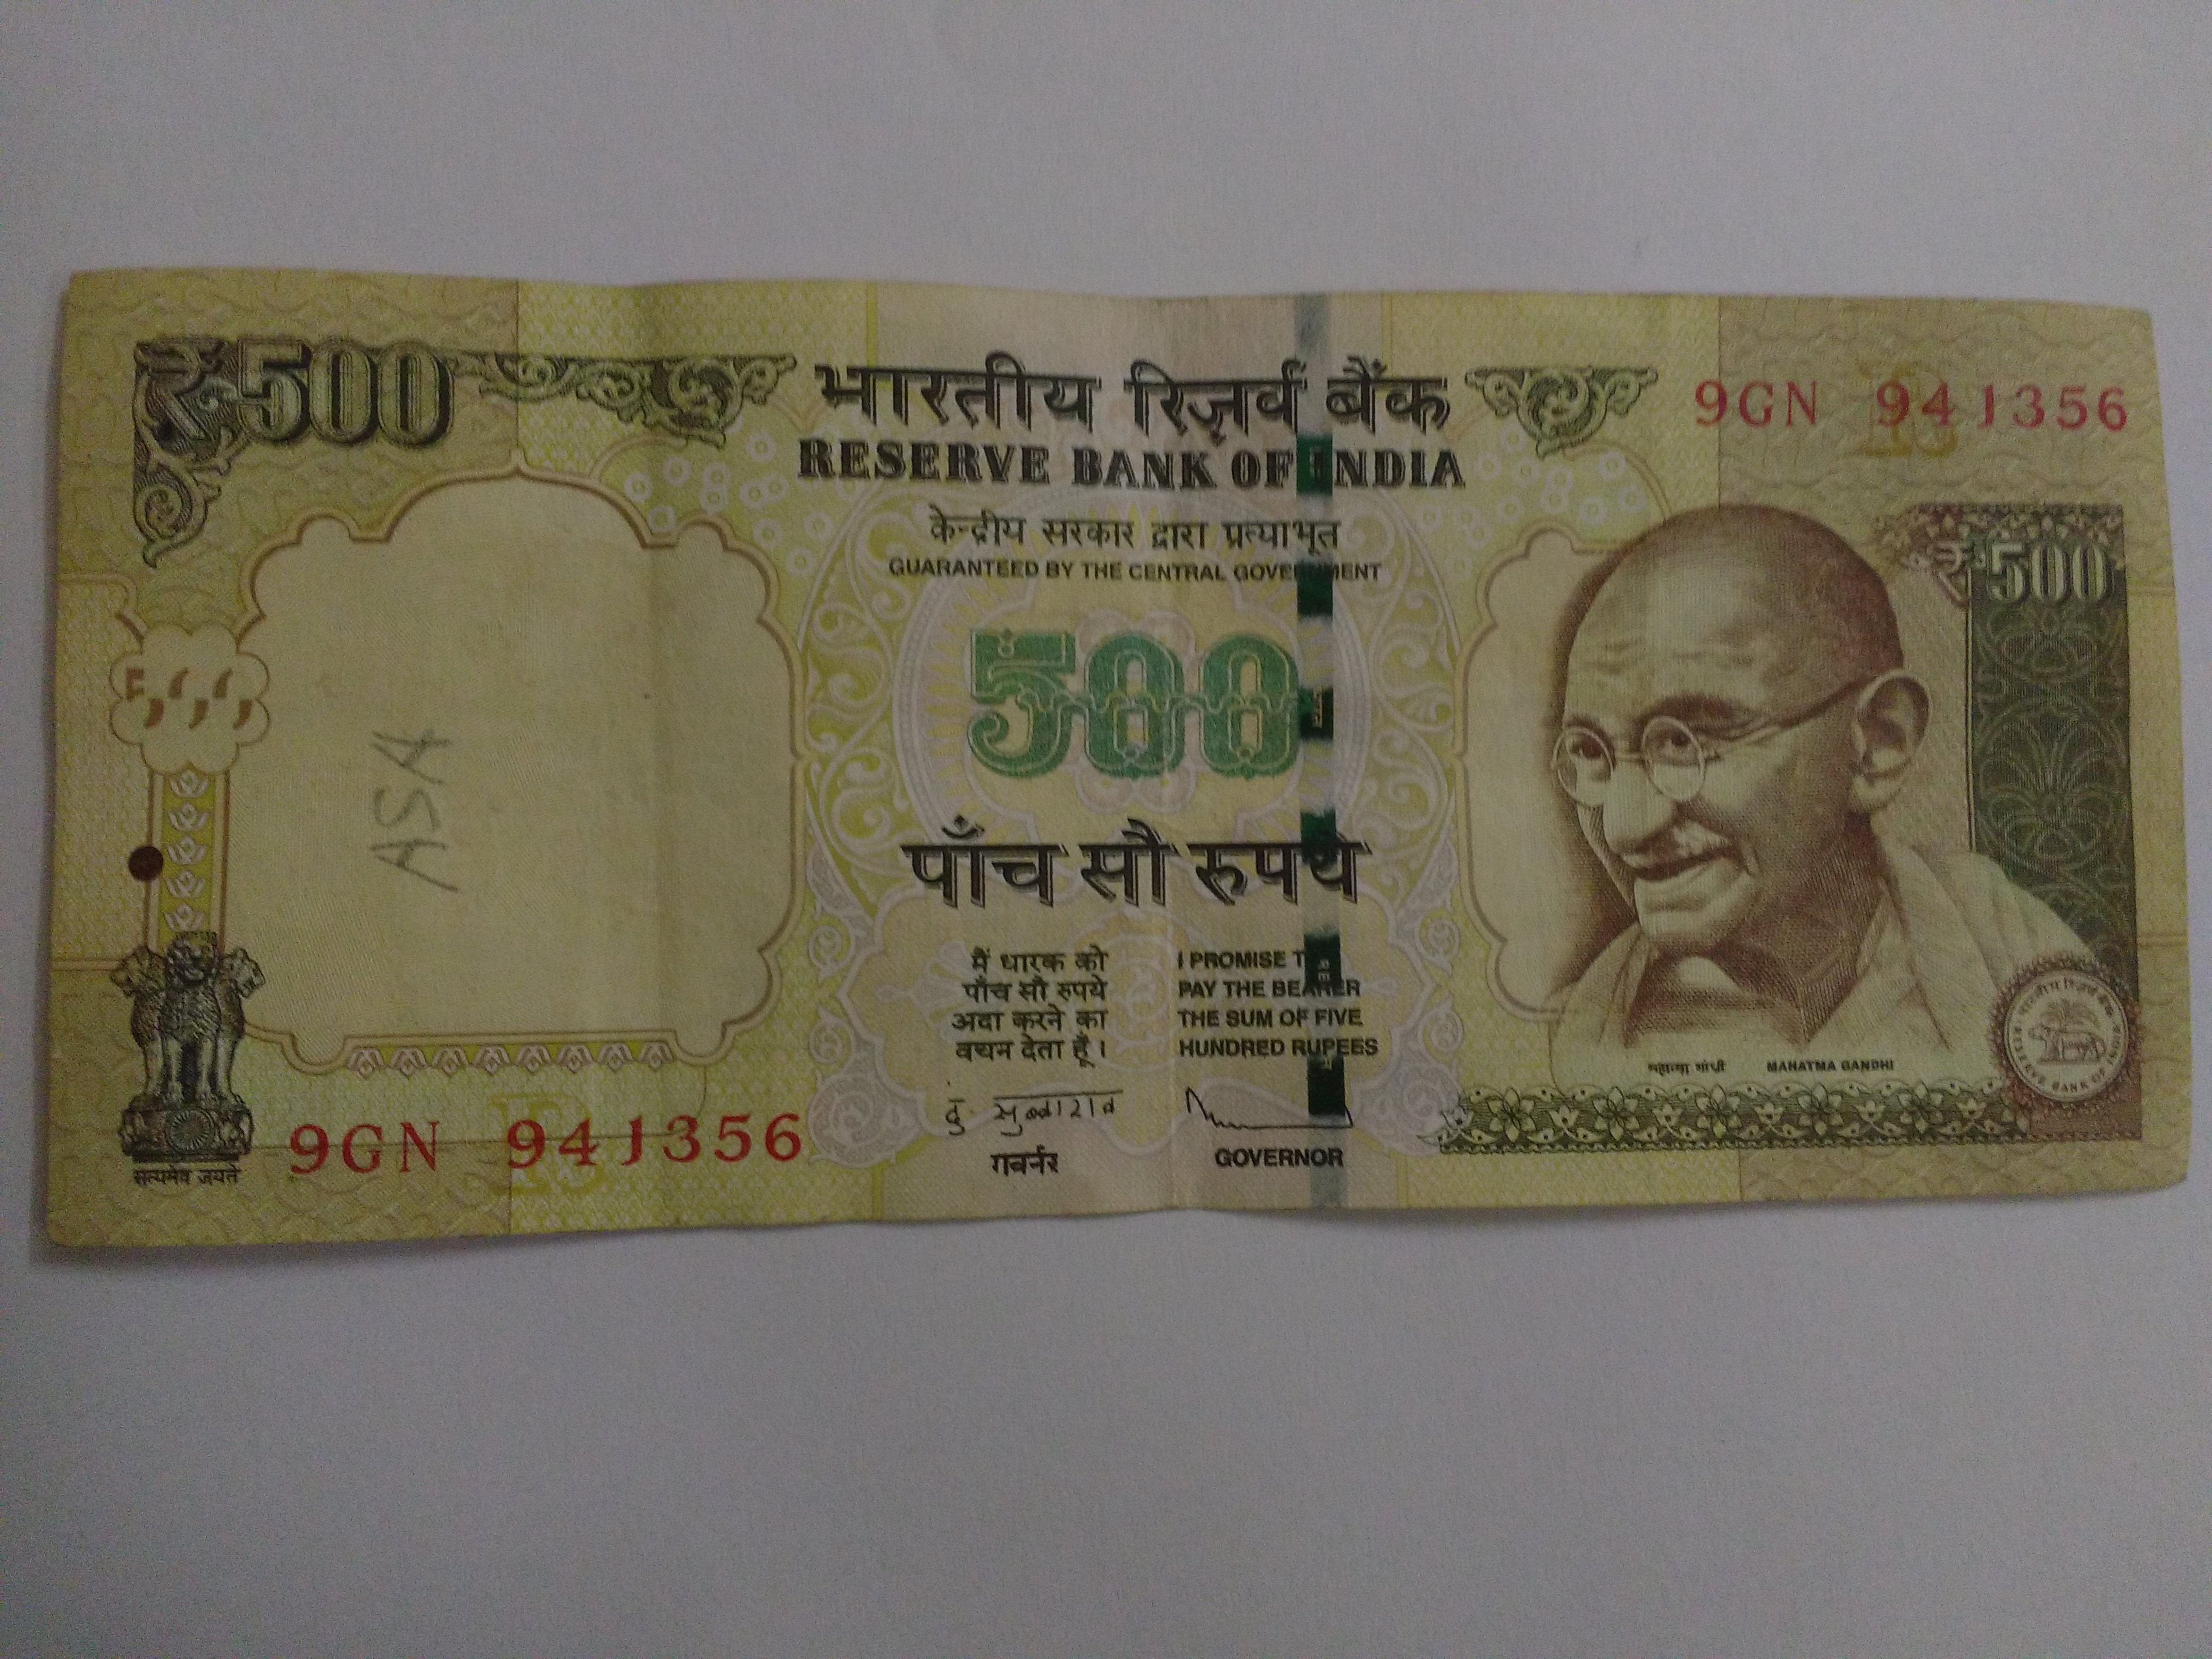 ₹500
भारतीय रिज़र्व बैंक
9GN 941356
RESERVE BANK OF INDIA
केन्द्रीय सरकार द्वारा प्रत्याभूत
GUARANTEED BY THE CENTRAL GOVERNMENT
₹500
500
ASA
पाँच सौ रुपये
मैं धारक को
पाँच सौ रुपये
अदा करने का
वचन देता हूँ।
I PROMISE TO
PAY THE BEARER
THE SUM OF FIVE
HUNDRED RUPEES
महात्मा गांधी MAHATMA GANDHI
भारतीय रिज़र्व बैंक
RESERVE BANK OF INDIA
R
R
9GN 941356
सत्यमेव जयते
गवर्नर
GOVERNOR